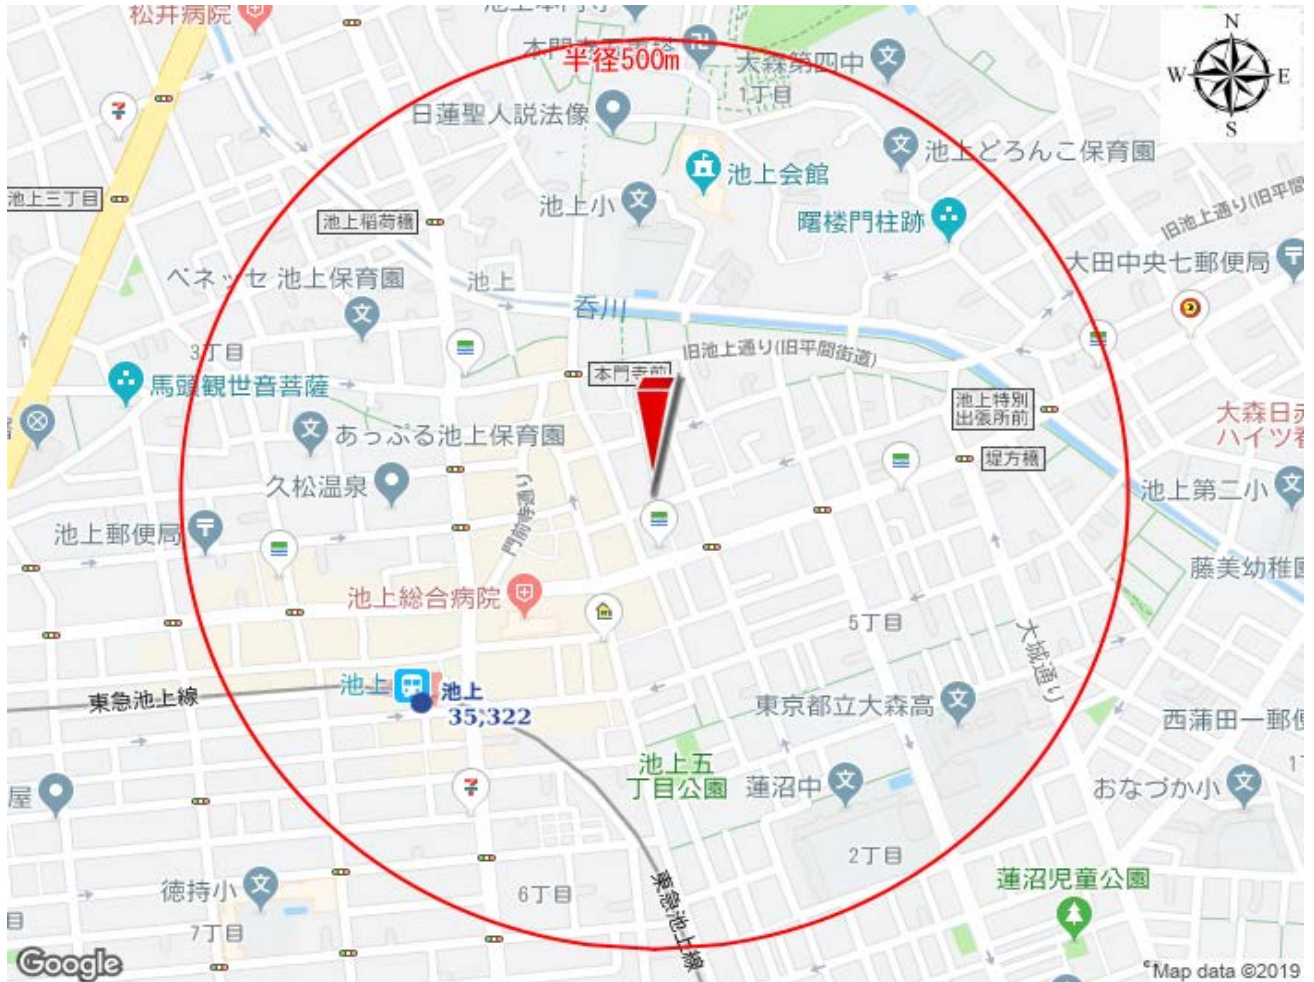 松井病院
半径500m
大森第四中
1丁目
N
W
E
S
日蓮聖人説法像
池上どろんこ保育園
池上会館
池上三丁目
池上小
池上稲荷橋
曙楼門柱跡
旧池上通り(旧平間
大田中央七郵便局
ベネッセ 池上保育園
池上
呑川
3丁目
旧池上通り(旧平間街道)
本門寺前
馬頭観世音菩薩
池上特別
出張所前
大森日赤
ハイツ
あっぷる池上保育園
堤方橋
久松温泉
池上第二小
門前寺通り
池上郵便局
藤美幼稚園
池上総合病院
5丁目
大城通り
池上
池上
35,322
東急池上線
東京都立大森高
西蒲田一郵便
池上五
丁目公園
蓮沼中
屋
おなづか小
2丁目
蓮沼児童公園
徳持小
6丁目
東急池上線
7丁目
Google
Map data ©2019